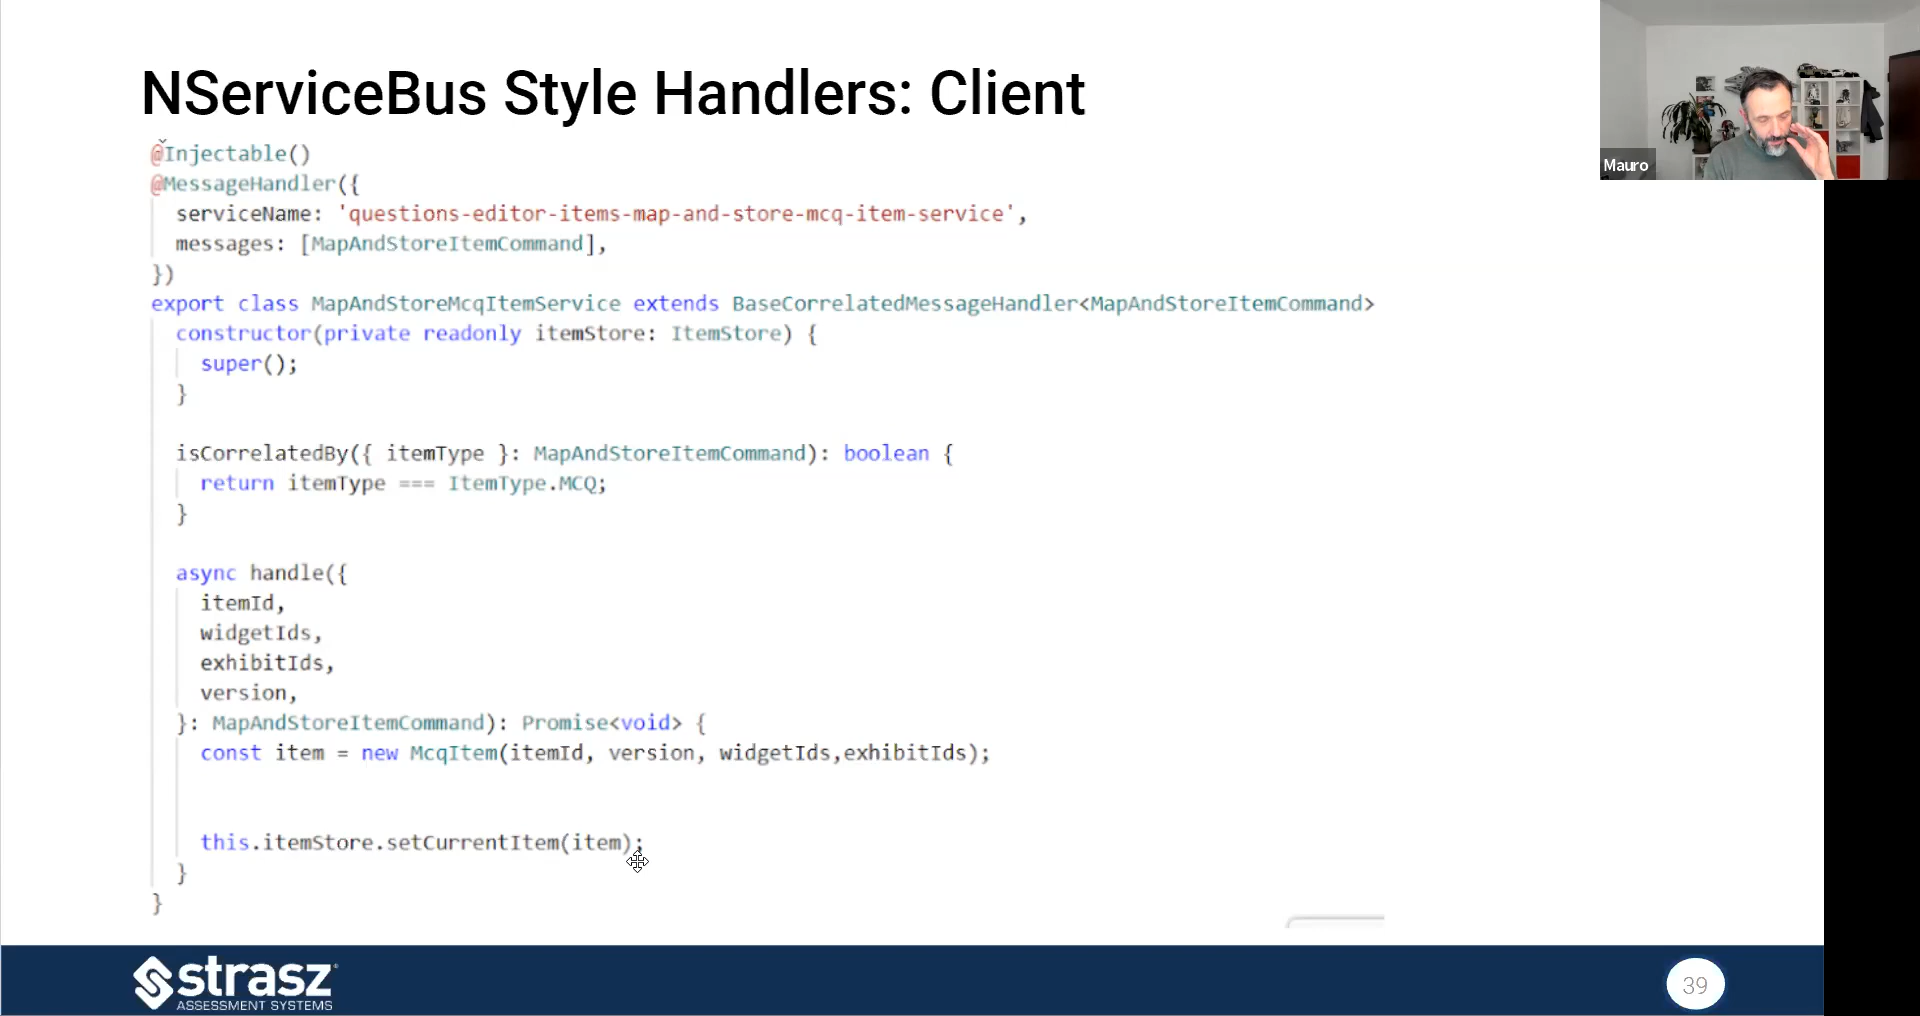 NServiceBus Style Handlers: Client
Mauro
@Injectable()
@MessageHandler({
serviceName: 'questions-editor-items-map-and-store-mcq-item-service',
messages: [MapAndStoreItemCommand],
})
export class MapAndStoreMcqItemService extends BaseCorrelatedMessageHandler<MapAndStoreItemCommand>
constructor(private readonly itemStore: ItemStore) {
super();
}
isCorrelatedBy({ itemType }: MapAndStoreItemCommand): boolean {
return itemType === ItemType.MCQ;
}
async handle({
itemId,
widgetIds,
exhibitIds,
version,
}: MapAndStoreItemCommand): Promise<void> {
const item = new McqItem(itemId, version, widgetIds,exhibitIds);
this.itemStore.setCurrentItem(item);
}
}
strasz
ASSESSMENT SYSTEMS
39